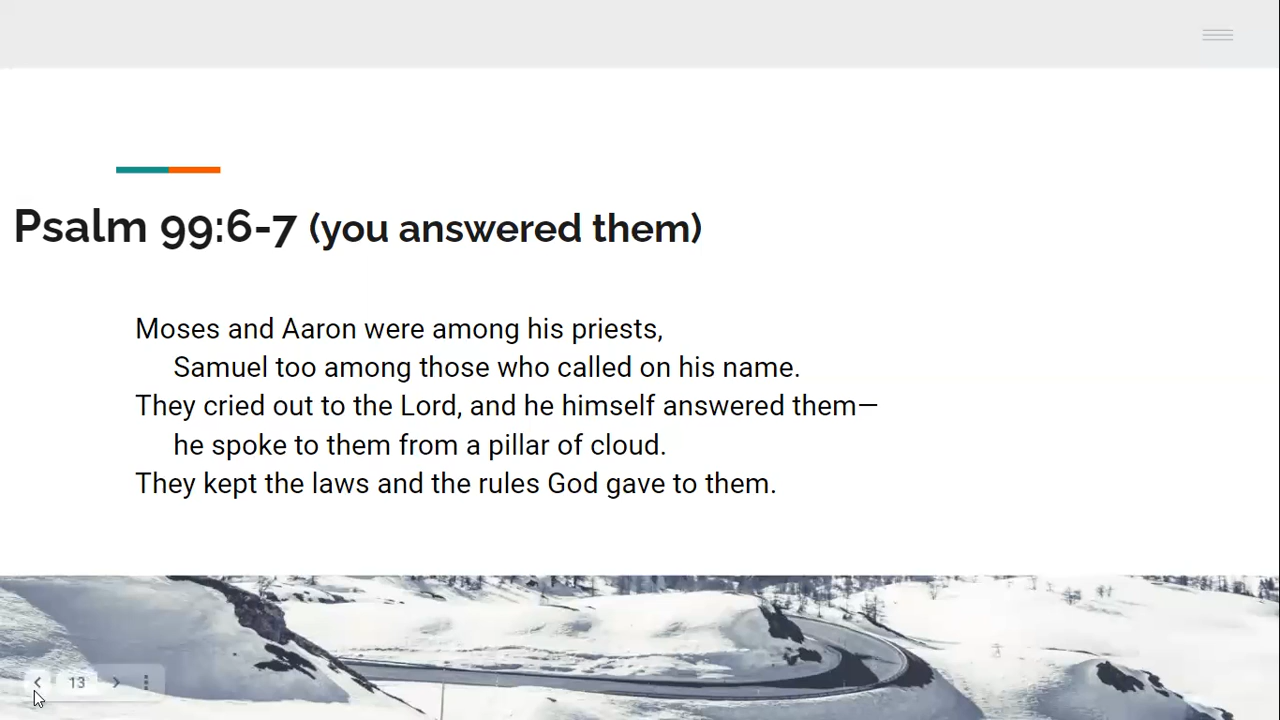 Psalm 99:6-7 (you answered them)
Moses and Aaron were among his priests,
Samuel too among those who called on his name.
They cried out to the Lord, and he himself answered them—
he spoke to them from a pillar of cloud.
They kept the laws and the rules God gave to them.
13